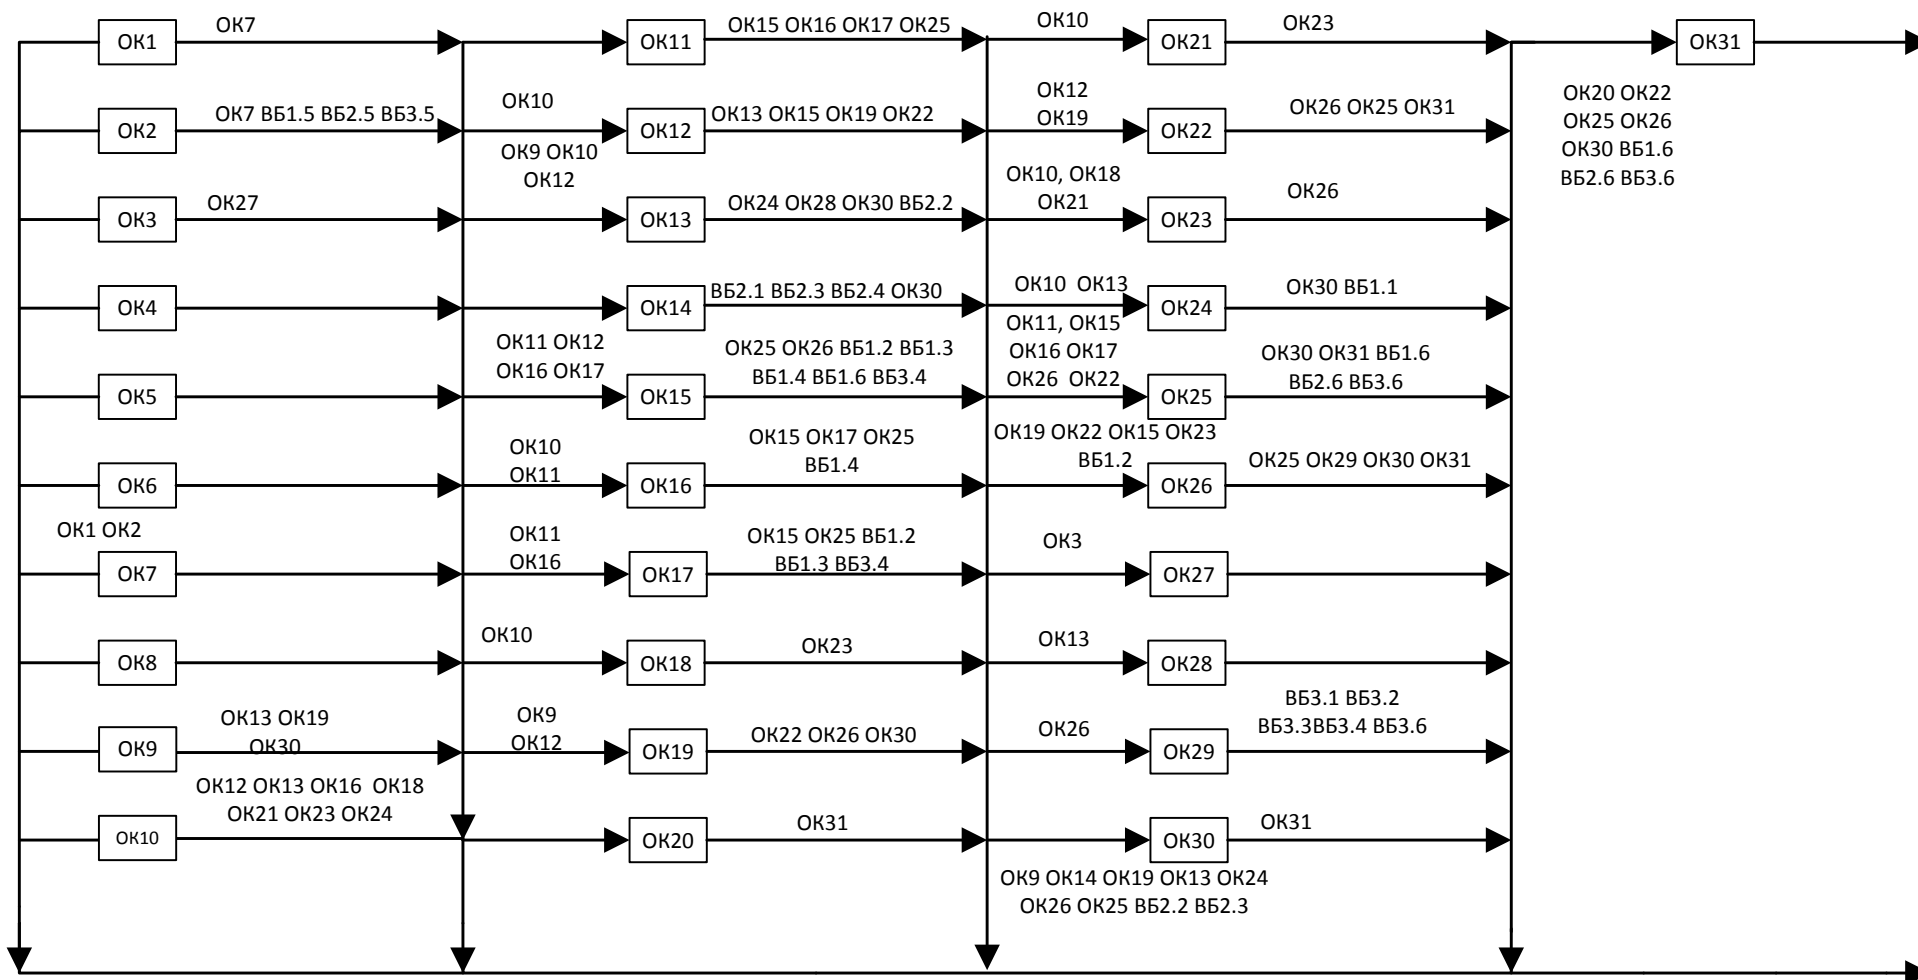 ОК1
ОК7
ОК2
ОК7 ВБ1.5 ВБ2.5 ВБ3.5
ОК3
ОК27
ОК4
ОК5
ОК6
ОК1 ОК2
ОК7
ОК8
ОК9
ОК13 ОК19
ОК30
ОК10
ОК12 ОК13 ОК16 ОК18
ОК21 ОК23 ОК24
ОК11
ОК15 ОК16 ОК17 ОК25
ОК10
ОК12
ОК13 ОК15 ОК19 ОК22
ОК9 ОК10
ОК12
ОК13
ОК24 ОК28 ОК30 ВБ2.2
ОК14
ВБ2.1 ВБ2.3 ВБ2.4 ОК30
ОК11 ОК12
ОК16 ОК17
ОК15
ОК25 ОК26 ВБ1.2 ВБ1.3
ВБ1.4 ВБ1.6 ВБ3.4
ОК10
ОК11
ОК16
ОК15 ОК17 ОК25
ВБ1.4
ОК11
ОК16
ОК17
ОК15 ОК25 ВБ1.2
ВБ1.3 ВБ3.4
ОК10
ОК18
ОК23
ОК9
ОК12
ОК19
ОК22 ОК26 ОК30
ОК20
ОК31
ОК10
ОК21
ОК23
ОК12
ОК19
ОК22
ОК26 ОК25 ОК31
ОК10, ОК18
ОК21
ОК23
ОК26
ОК10 ОК13
ОК24
ОК30 ВБ1.1
ОК11, ОК15
ОК16 ОК17
ОК26 ОК22
ОК25
ОК30 ОК31 ВБ1.6
ВБ2.6 ВБ3.6
ОК19 ОК22 ОК15 ОК23
ВБ1.2
ОК26
ОК25 ОК29 ОК30 ОК31
ОК3
ОК27
ОК13
ОК28
ОК26
ОК29
ВБ3.1 ВБ3.2
ВБ3.3ВБ3.4 ВБ3.6
ОК30
ОК31
ОК9 ОК14 ОК19 ОК13 ОК24
ОК26 ОК25 ВБ2.2 ВБ2.3
ОК31
ОК20 ОК22
ОК25 ОК26
ОК30 ВБ1.6
ВБ2.6 ВБ3.6